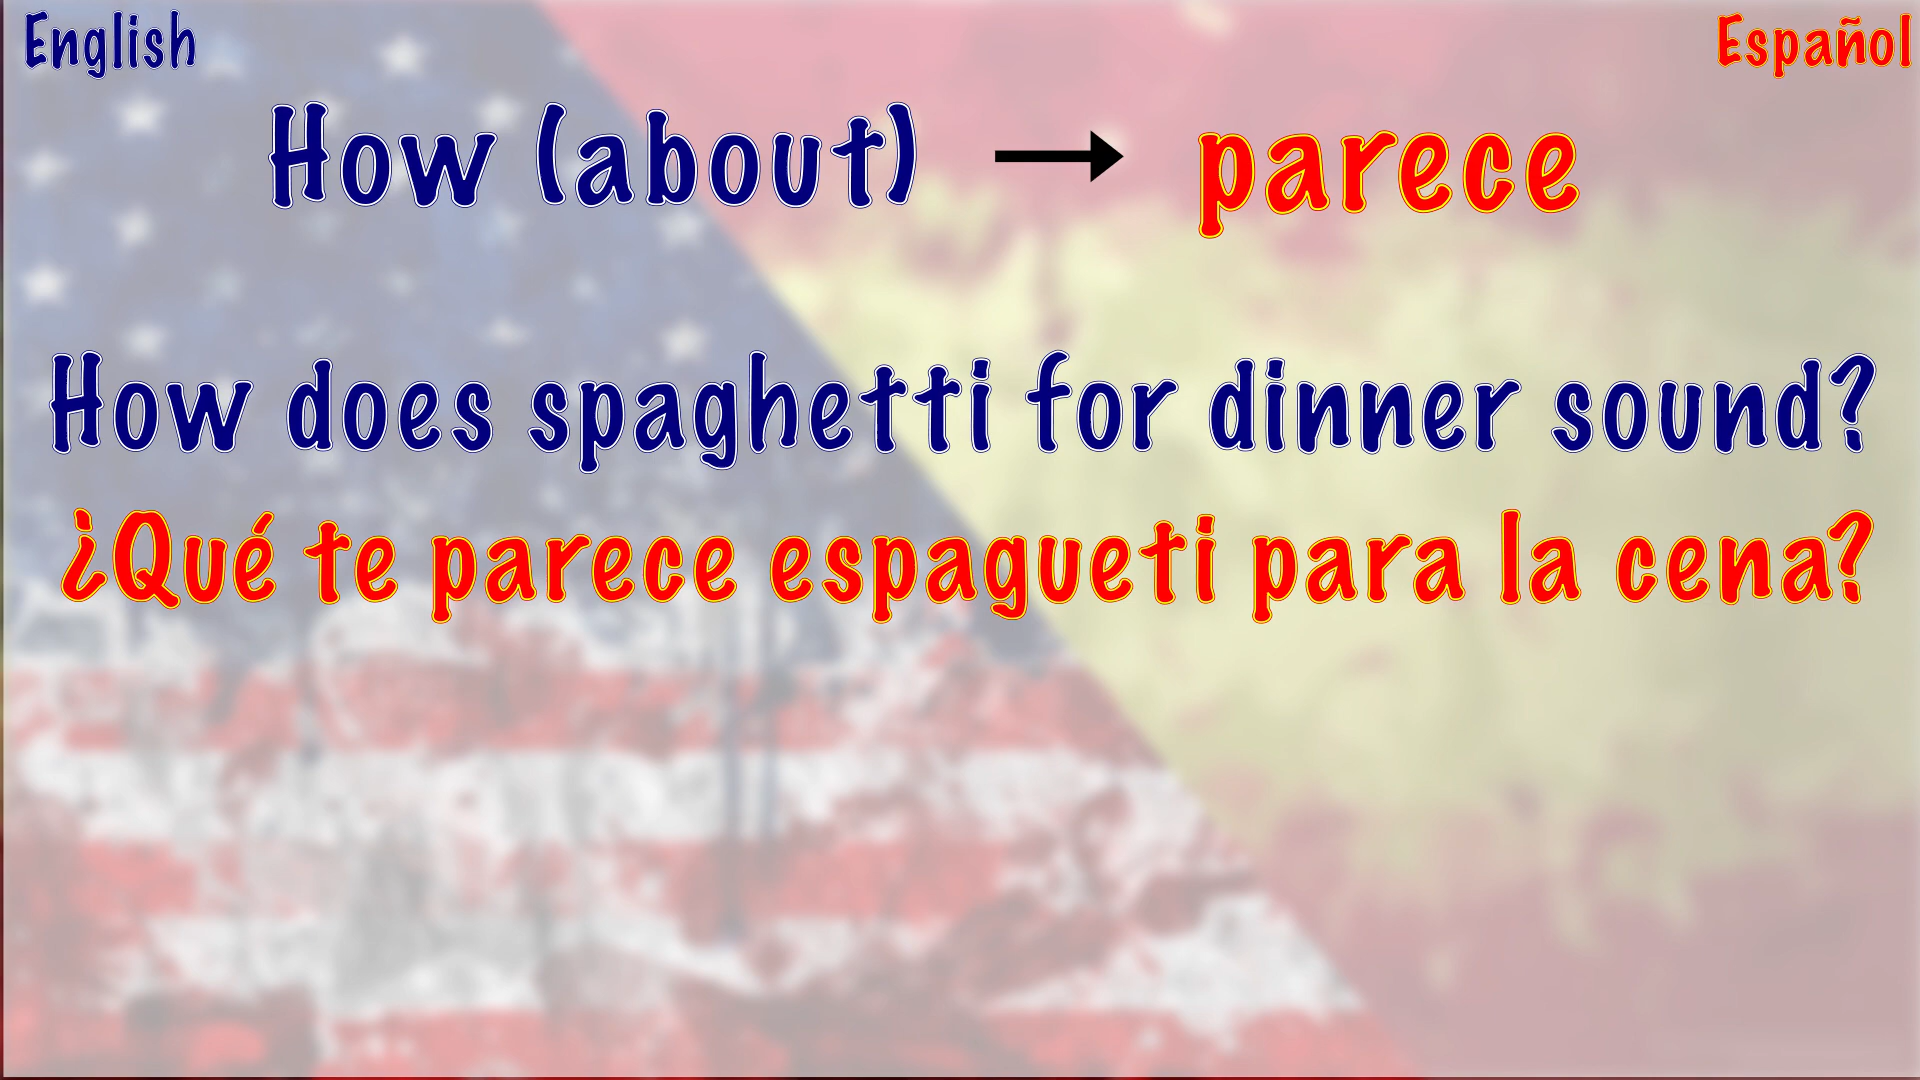 English
Español
How (about) → parece
How does spaghetti for dinner sound?
¿Qué te parece espagueti para la cena?